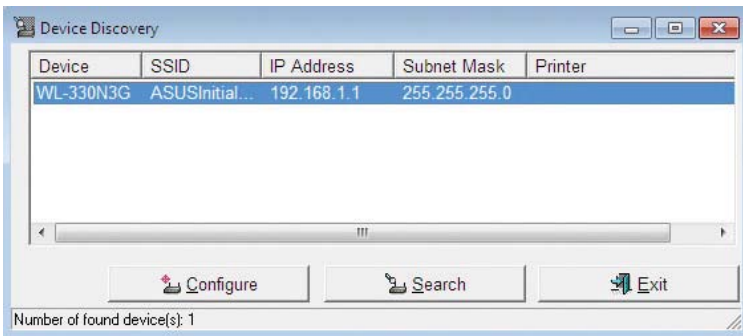 Device Discovery
Device SSID IP Address Subnet Mask Printer
WL-330N3G ASUSInitial... 192.168.1.1 255.255.255.0
Configure Search Exit
Number of found device(s): 1